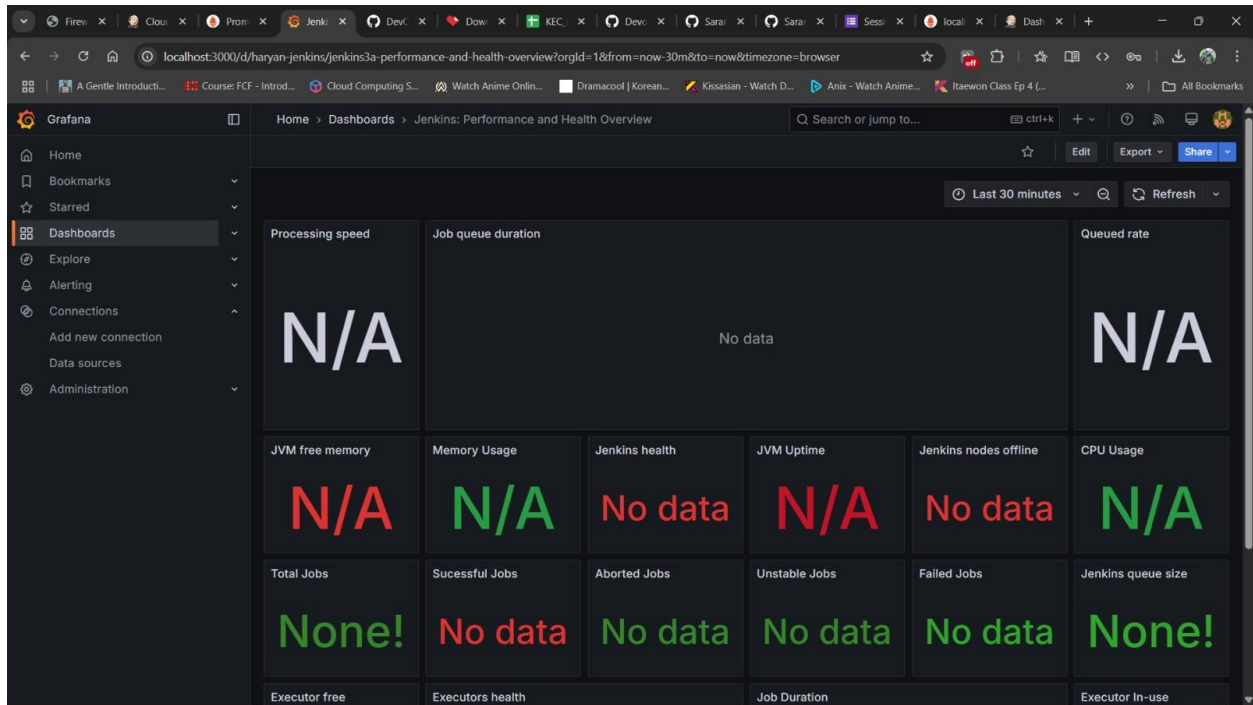 Firew
Clouc
Prom
Jenki
DevC
Dow
KEC_
Devo
Sarar
Sarar
Sessi
locall
Dash
localhost:3000/d/haryan-jenkins/jenkins3a-performance-and-health-overview?orgId=1&from=now-30m&to=now&timezone=browser
off
A Gentle Introducti...
Course: FCF - Introd...
Cloud Computing S...
Watch Anime Onlin...
Dramacool | Korean...
Kissasian - Watch D...
Anix - Watch Anime...
Itaewon Class Ep 4 (...
All Bookmarks
Grafana
Home › Dashboards › Jenkins: Performance and Health Overview
Search or jump to...
ctrl+k
Home
Bookmarks
Starred
Dashboards
Explore
Alerting
Connections
Add new connection
Data sources
Administration
Edit
Export
Share
Last 30 minutes
Refresh
Processing speed
N/A
Job queue duration
No data
Queued rate
N/A
JVM free memory
N/A
Memory Usage
N/A
Jenkins health
No data
JVM Uptime
N/A
Jenkins nodes offline
No data
CPU Usage
N/A
Total Jobs
None!
Sucessful Jobs
No data
Aborted Jobs
No data
Unstable Jobs
No data
Failed Jobs
No data
Jenkins queue size
None!
Executor free
Executors health
Job Duration
Executor In-use